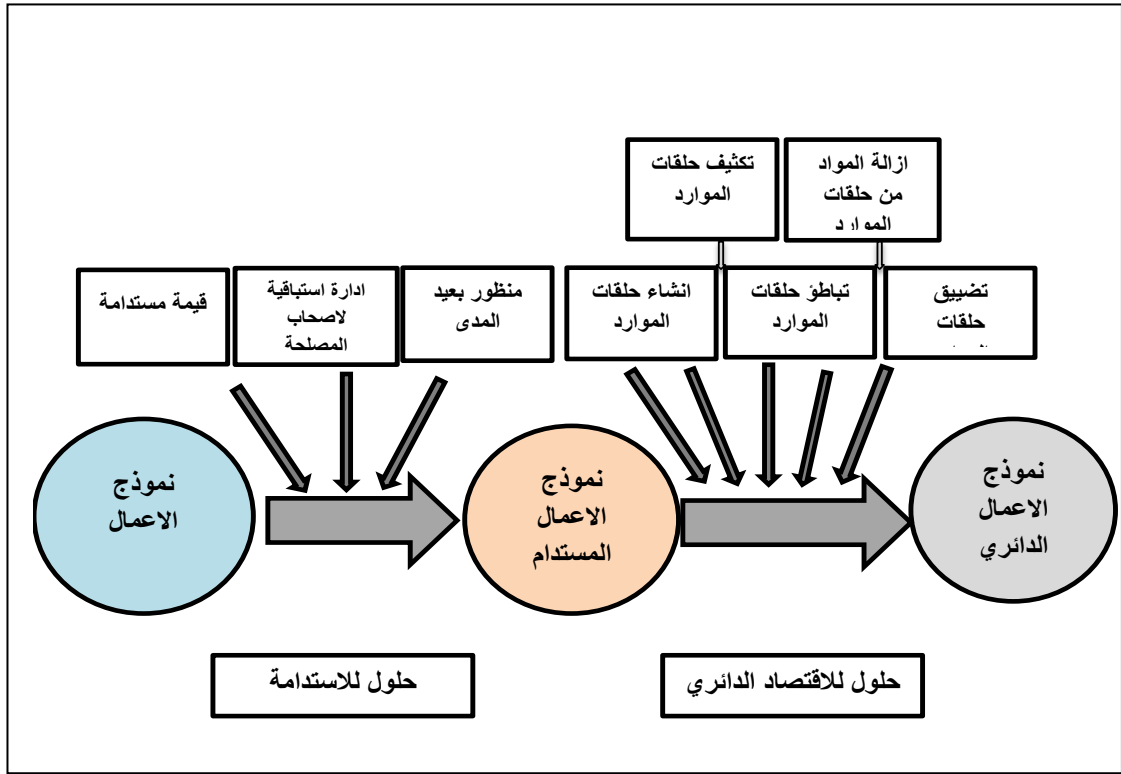 تكثيف حلقات
الموارد
ازالة المواد
من حلقات
الموارد
قيمة مستدامة
ادارة استباقية
لاصحاب
المصلحة
منظور بعيد
المدى
انشاء حلقات
الموارد
تباطؤ حلقات
الموارد
تضييق
حلقات
نموذج
الاعمال
نموذج
الاعمال
المستدام
نموذج
الاعمال
الدائري
حلول للاستدامة
حلول للاقتصاد الدائري